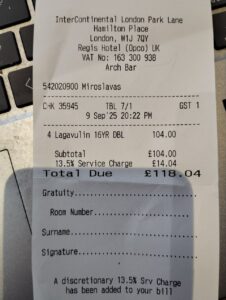 InterContinental London Park Lane
Hamilton Place
London, W1J 7QY
Regis Hotel (Opco) UK
VAT No: 163 300 938
Arch Bar
542020900 Miroslavas
CHK 35945 TBL 7/1 GST 1
9 Sep'25 20:22 PM
4 Lagavulin 16YR DBL 104.00
Subtotal £104.00
13.5% Service Charge £14.04
Total Due £118.04
Gratuity
Room Number
Surname
Signature
A discretionary 13.5% Srv Charge
has been added to your bill